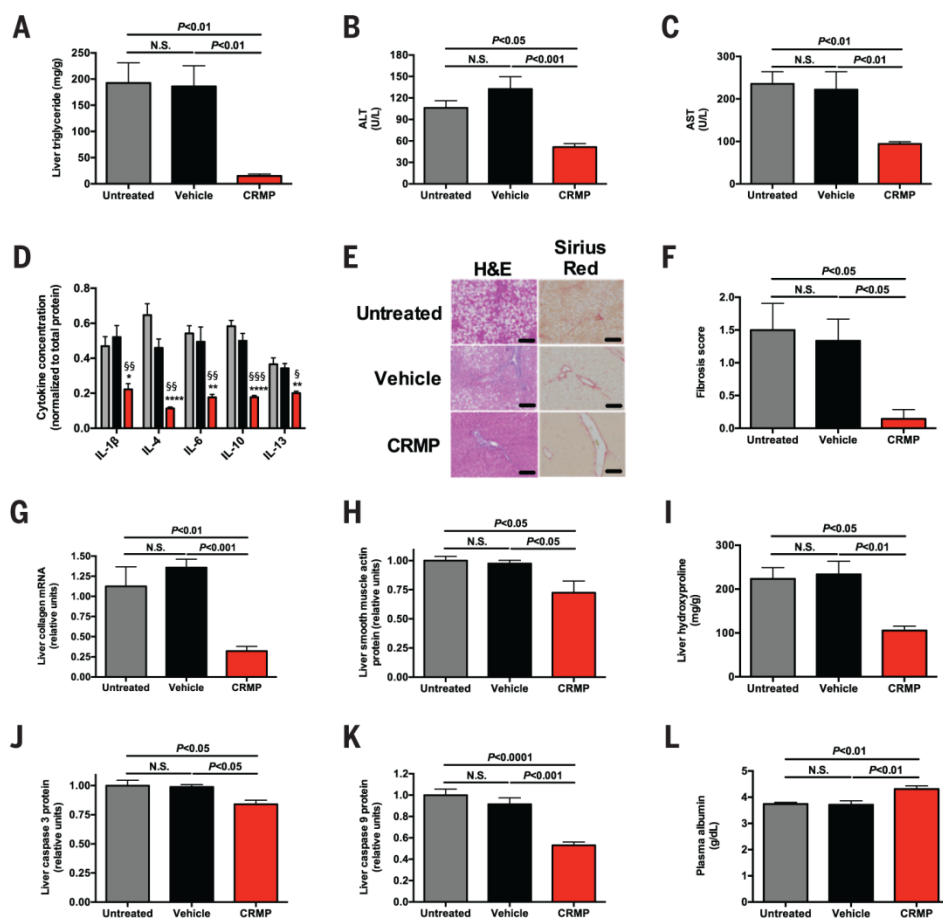 A
P<0.01
N.S.
P<0.01
Liver triglyceride (mg/g)
250
200
150
100
50
0
Untreated
Vehicle
CRMP
B
P<0.05
N.S.
P<0.001
ALT
(U/L)
180
150
120
90
60
30
0
Untreated
Vehicle
CRMP
C
P<0.01
N.S.
P<0.01
AST
(U/L)
300
200
100
0
Untreated
Vehicle
CRMP
D
Cytokine concentration
(normalized to total protein)
0.8
0.6
0.4
0.2
0.0
§§
*
§§
****
§§
**
§§§
****
§
**
IL-1β
IL-4
IL-6
IL-10
IL-13
E
H&E
Sirius
Red
Untreated
Vehicle
CRMP
F
P<0.05
N.S.
P<0.05
Fibrosis score
2.0
1.5
1.0
0.5
0.0
Untreated
Vehicle
CRMP
G
P<0.01
N.S.
P<0.001
Liver collagen mRNA
(relative units)
1.50
1.25
1.00
0.75
0.50
0.25
0.00
Untreated
Vehicle
CRMP
H
P<0.05
N.S.
P<0.05
Liver smooth muscle actin
protein (relative units)
1.00
0.75
0.50
0.25
0.00
Untreated
Vehicle
CRMP
I
P<0.05
N.S.
P<0.01
Liver hydroxyproline
(mg/g)
300
200
100
0
Untreated
Vehicle
CRMP
J
P<0.05
N.S.
P<0.05
Liver caspase 3 protein
(relative units)
1.00
0.75
0.50
0.25
0.00
Untreated
Vehicle
CRMP
K
P<0.0001
N.S.
P<0.001
Liver caspase 9 protein
(relative units)
1.2
1.0
0.8
0.6
0.4
0.2
0.0
Untreated
Vehicle
CRMP
L
P<0.01
N.S.
P<0.01
Plasma albumin
(g/dL)
5
4
3
2
1
0
Untreated
Vehicle
CRMP